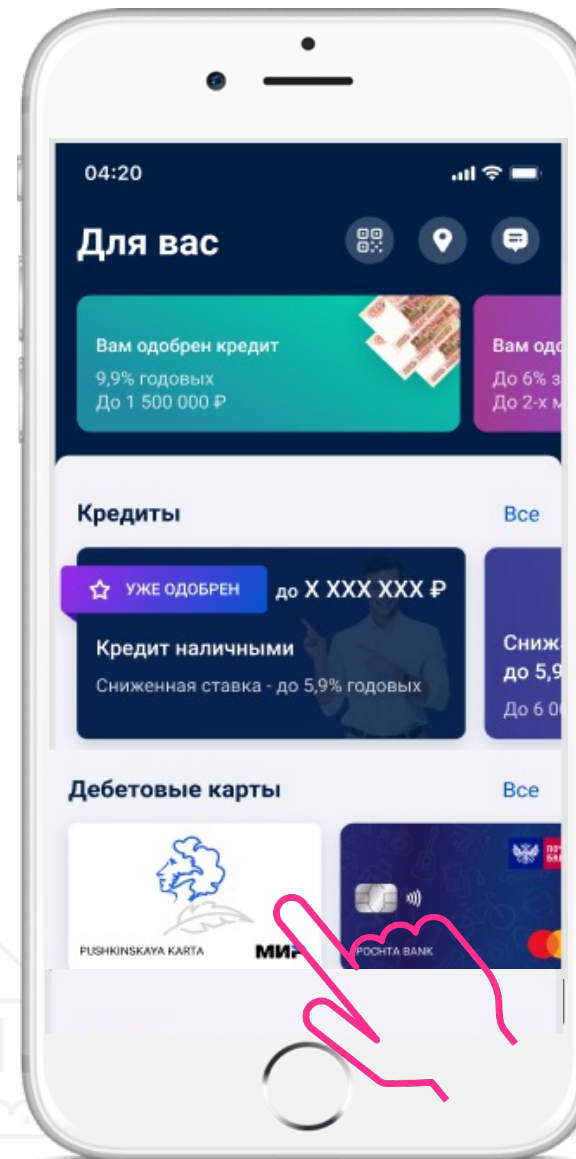 04:20
Для вас
Вам одобрен кредит
9,9% годовых
До 1 500 000 ₽
Вам одо
До 6% з
До 2-х м
Кредиты
Все
УЖЕ ОДОБРЕН
до X XXX XXX ₽
Кредит наличными
Сниженная ставка - до 5,9% годовых
Сниж
до 5,9
До 6 0
Дебетовые карты
Все
PUSHKINSKAYA KARTA
МИР
POCHTA BANK